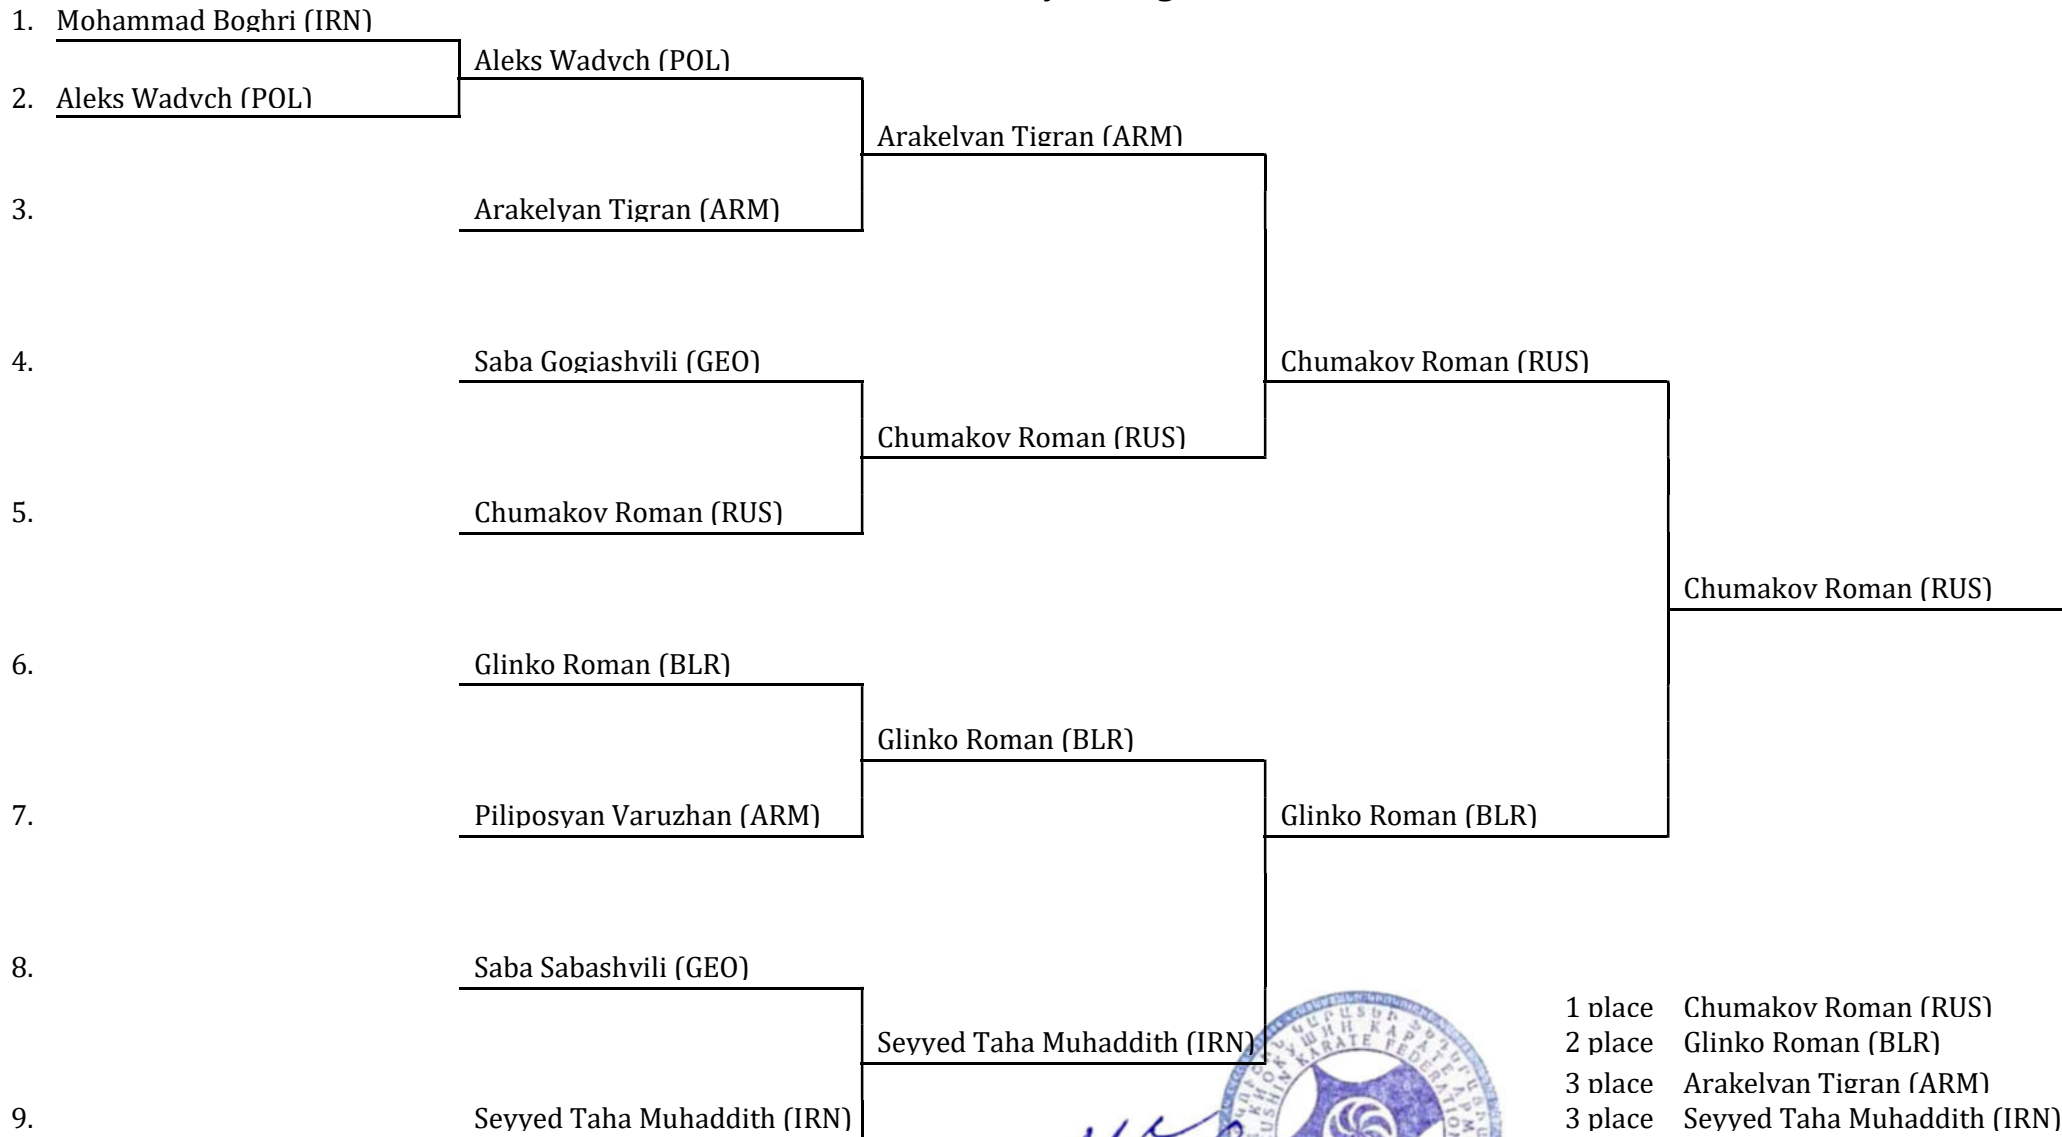 1. Mohammad Boghri (IRN)
Aleks Wadych (POL)
2. Aleks Wadych (POL)
Arakelyan Tigran (ARM)
3. Arakelyan Tigran (ARM)
4. Saba Gogiashvili (GEO)
Chumakov Roman (RUS)
Chumakov Roman (RUS)
5. Chumakov Roman (RUS)
Chumakov Roman (RUS)
6. Glinko Roman (BLR)
Glinko Roman (BLR)
7. Piliposyan Varuzhan (ARM)
Glinko Roman (BLR)
8. Saba Sabashvili (GEO)
Seyyed Taha Muhaddith (IRN)
9. Seyyed Taha Muhaddith (IRN)
KARATE FEDERATION
1 place Chumakov Roman (RUS)
2 place Glinko Roman (BLR)
3 place Arakelyan Tigran (ARM)
3 place Seyyed Taha Muhaddith (IRN)